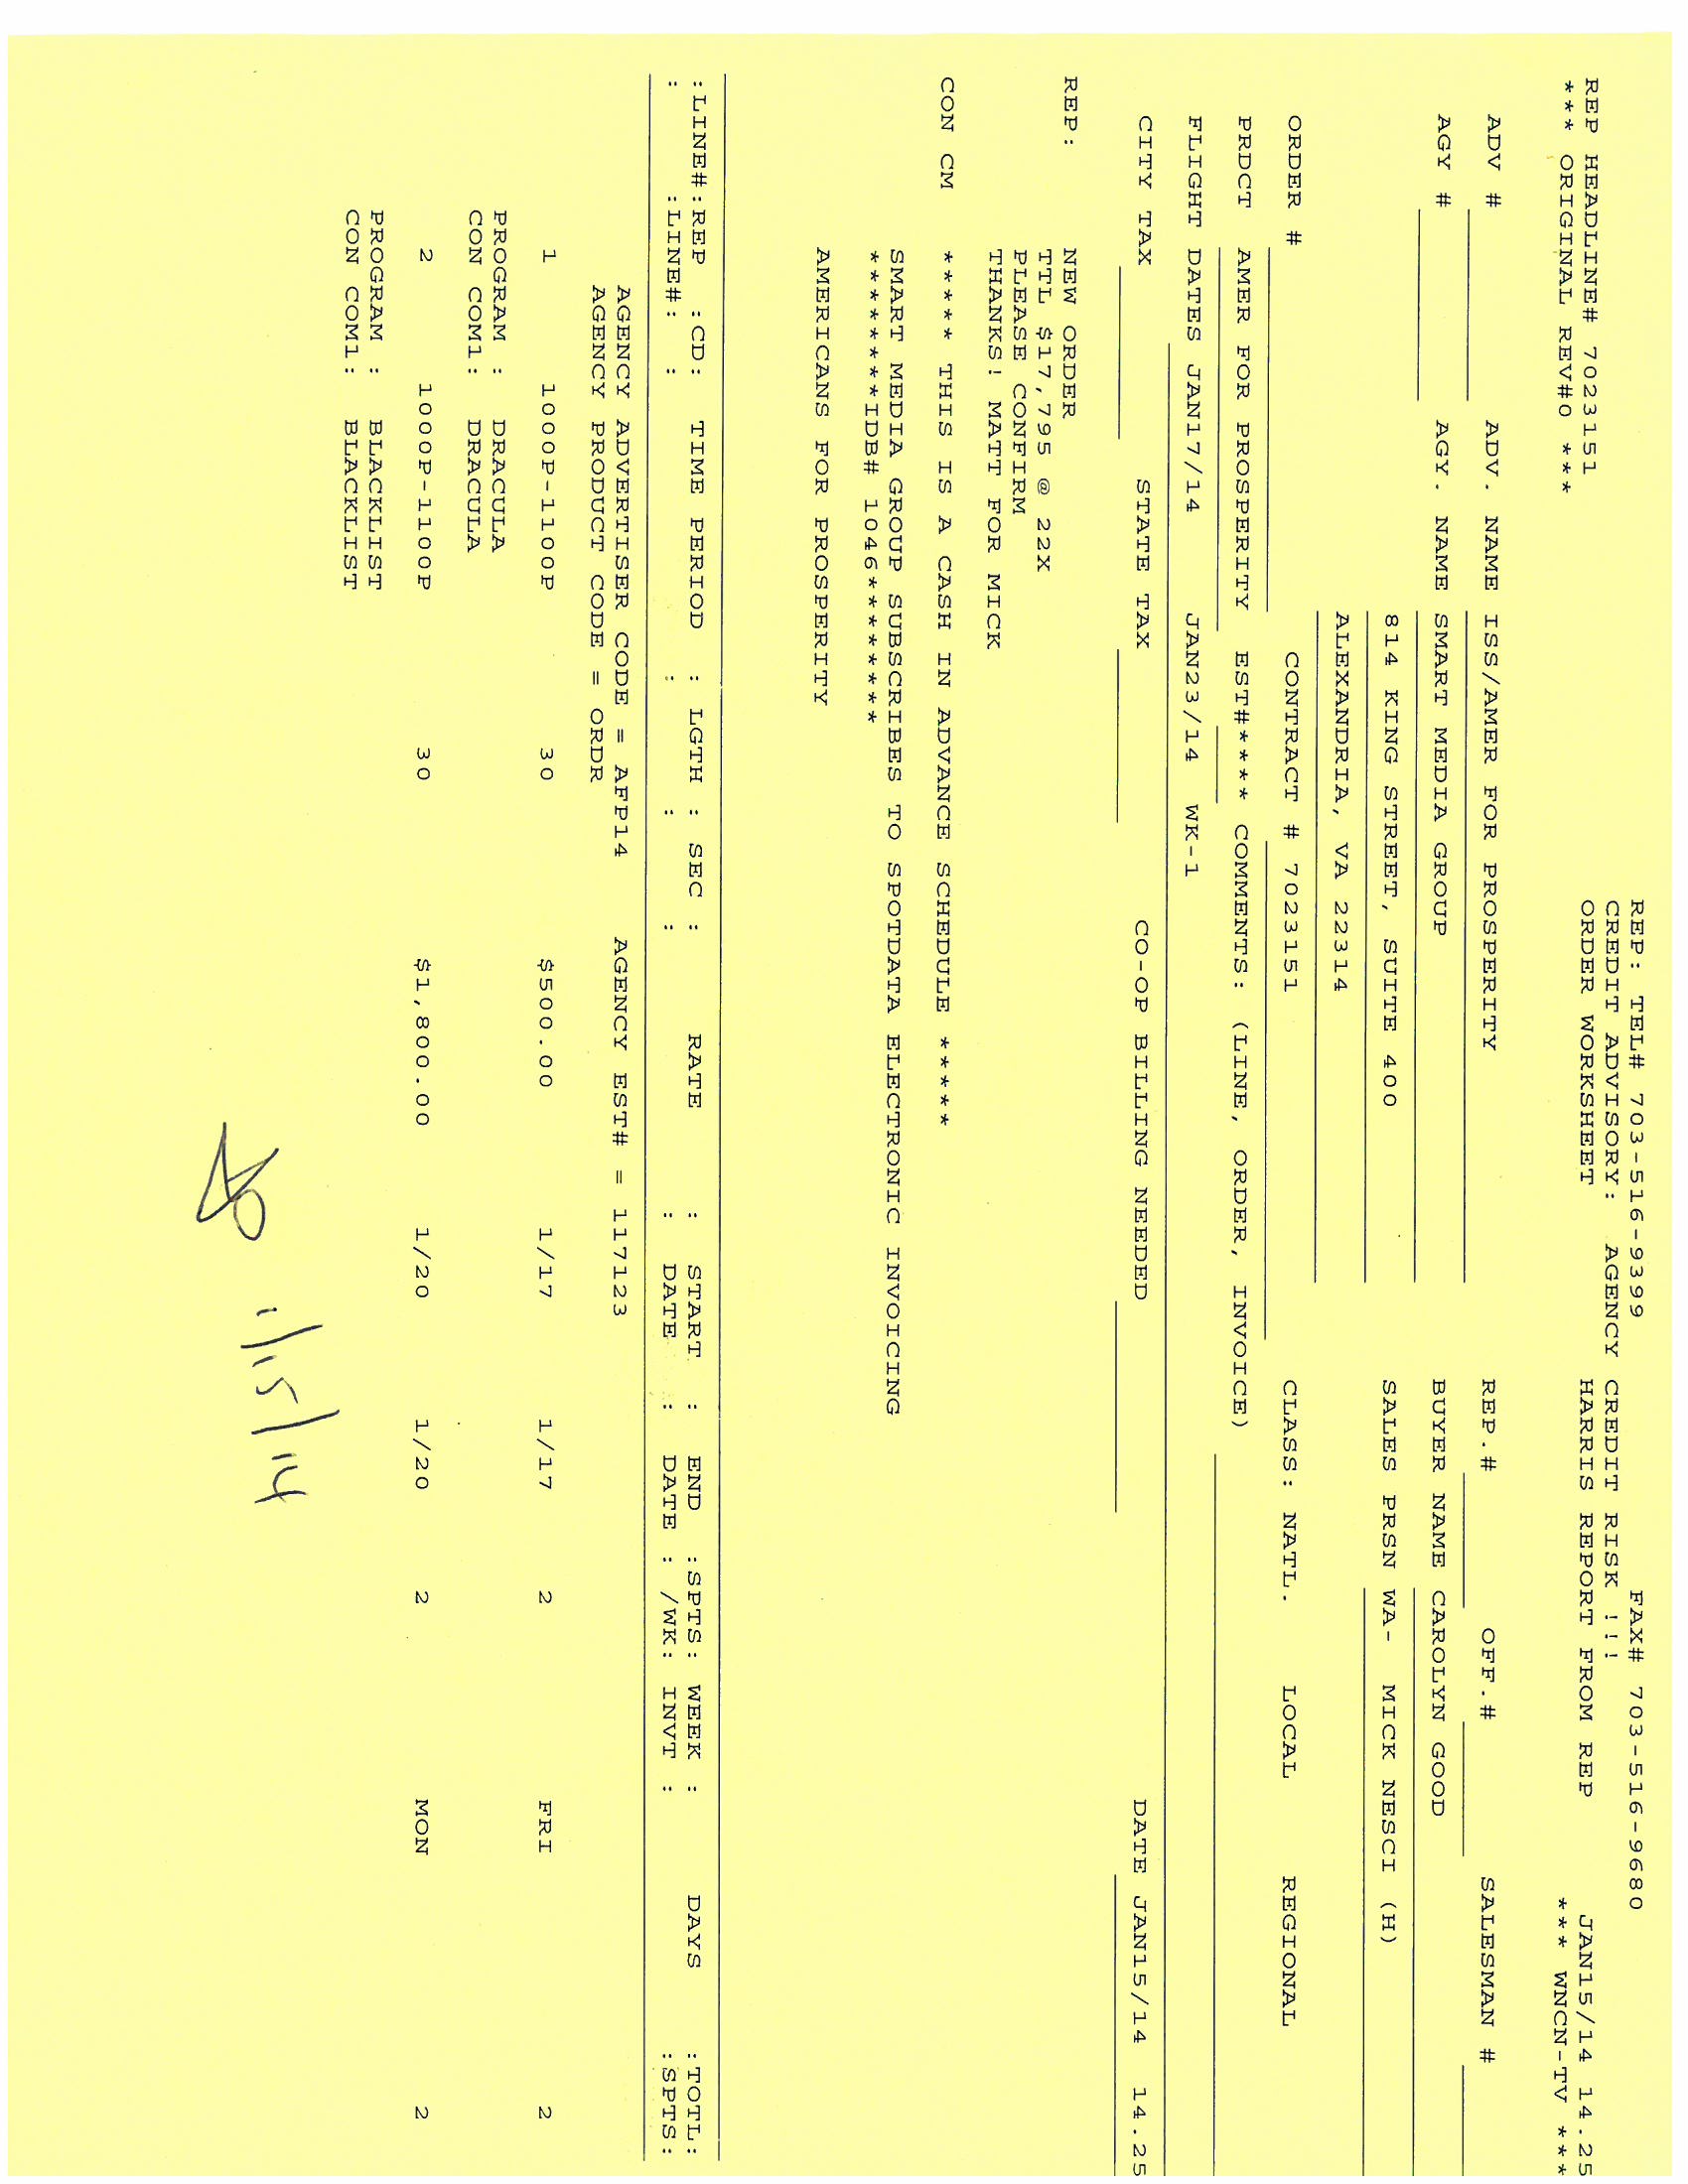 REP: TEL# 703-516-9399 FAX# 703-516-9680
CREDIT ADVISORY: AGENCY CREDIT RISK !!!
REP HEADLINE# 7023151 ORDER WORKSHEET HARRIS REPORT FROM REP JAN15/14 14.25
*** ORIGINAL REV#0 *** *** WNCN-TV ***
ADV # ADV. NAME ISS/AMER FOR PROSPERITY REP.# OFF.# SALESMAN #
AGY # AGY. NAME SMART MEDIA GROUP BUYER NAME CAROLYN GOOD
814 KING STREET, SUITE 400 SALES PRSN WA- MICK NESCI (H)
ALEXANDRIA, VA 22314
ORDER # CONTRACT # 7023151 CLASS: NATL. LOCAL REGIONAL
PRDCT AMER FOR PROSPERITY EST#**** COMMENTS: (LINE, ORDER, INVOICE)
FLIGHT DATES JAN17/14 JAN23/14 WK-1
CITY TAX STATE TAX CO-OP BILLING NEEDED DATE JAN15/14 14.25
REP: NEW ORDER
TTL $17,795 @ 22X
PLEASE CONFIRM
THANKS! MATT FOR MICK
CON CM ***** THIS IS A CASH IN ADVANCE SCHEDULE *****
SMART MEDIA GROUP SUBSCRIBES TO SPOTDATA ELECTRONIC INVOICING
********IDB# 1046********
AMERICANS FOR PROSPERITY
:LINE#:REP :CD: TIME PERIOD : LGTH : SEC : RATE : START : END :SPTS: WEEK : DAYS :TOTL:
: :LINE#: : : : : : DATE : DATE : /WK: INVT : :SPTS:
AGENCY ADVERTISER CODE = AFP14 AGENCY EST# = 117123
AGENCY PRODUCT CODE = ORDR
1 1000P-1100P 30 $500.00 1/17 1/17 2 FRI 2
PROGRAM : DRACULA
CON COM1: DRACULA
2 1000P-1100P 30 $1,800.00 1/20 1/20 2 MON 2
PROGRAM : BLACKLIST
CON COM1: BLACKLIST
1/15/14